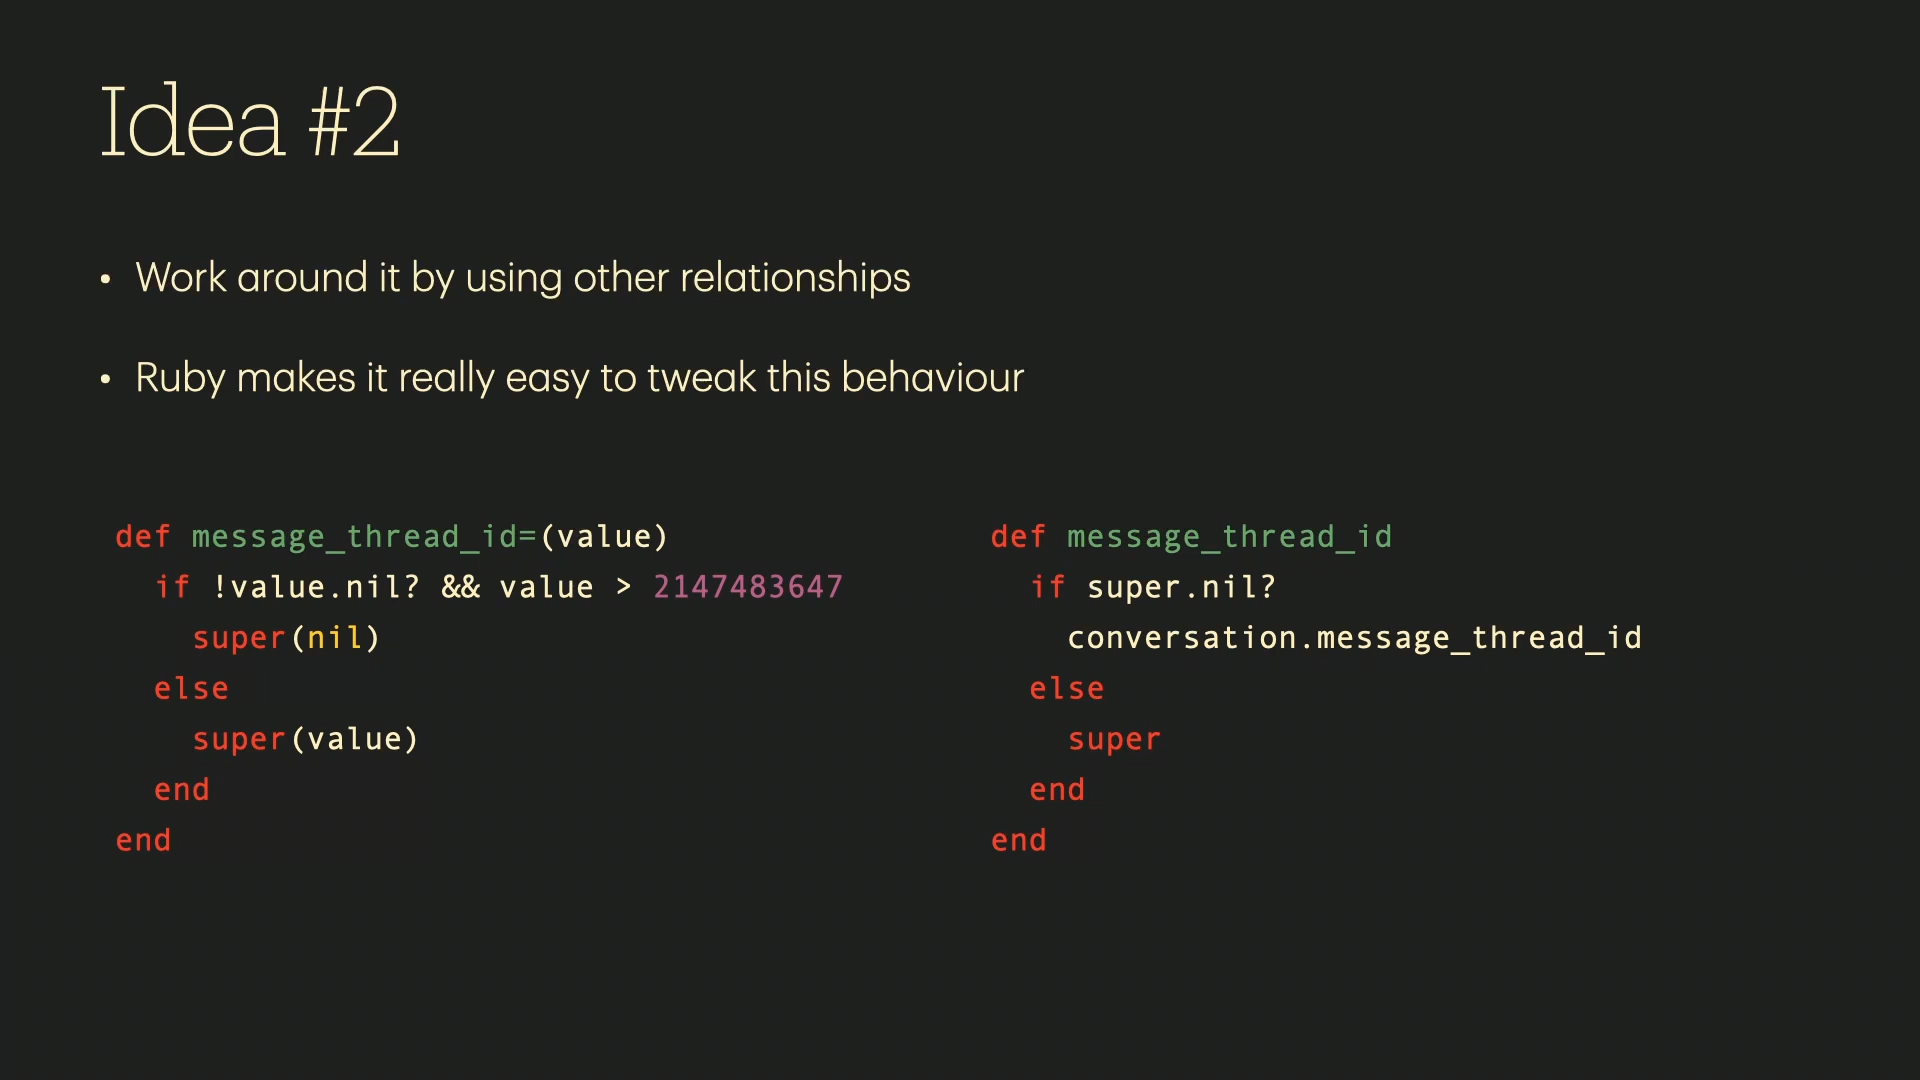 Idea #2
• Work around it by using other relationships
• Ruby makes it really easy to tweak this behaviour
def message_thread_id=(value)
  if !value.nil? && value > 2147483647
    super(nil)
  else
    super(value)
  end
end
def message_thread_id
  if super.nil?
    conversation.message_thread_id
  else
    super
  end
end